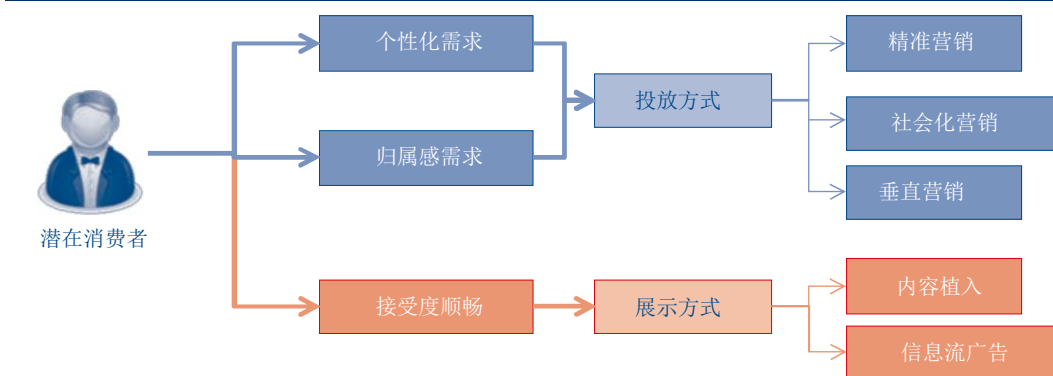 个性化需求
归属感需求
接受度顺畅
潜在消费者
投放方式
展示方式
精准营销
社会化营销
垂直营销
内容植入
信息流广告